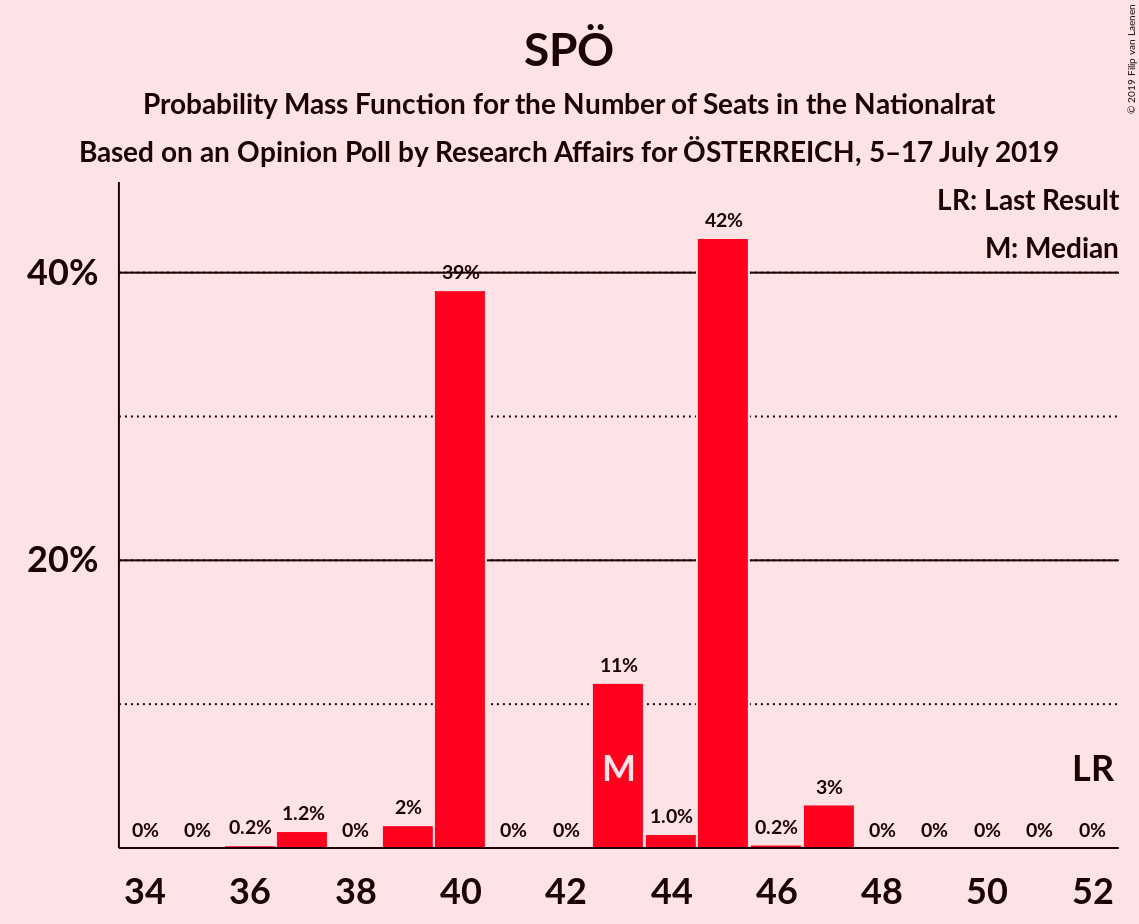 SPÖ
Probability Mass Function for the Number of Seats in the Nationalrat
Based on an Opinion Poll by Research Affairs for ÖSTERREICH, 5–17 July 2019
© 2019 Filip van Laenen
LR: Last Result
M: Median
40%
20%
0% 0% 0.2% 1.2% 0% 2% 39% 0% 0% 11% 1.0% 42% 0.2% 3% 0% 0% 0% 0% 0%
M
LR
34 36 38 40 42 44 46 48 50 52